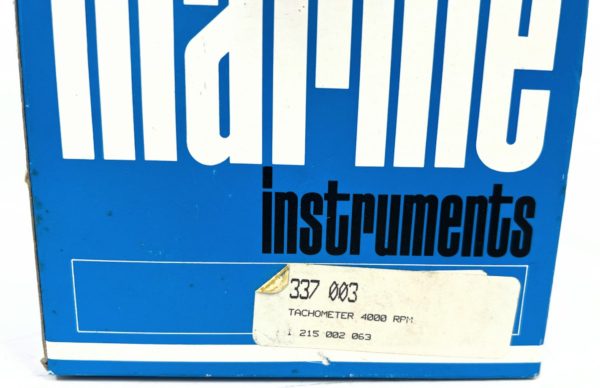 marine
instruments
337 003
TACHOMETER 4000 RPM
1 215 002 063